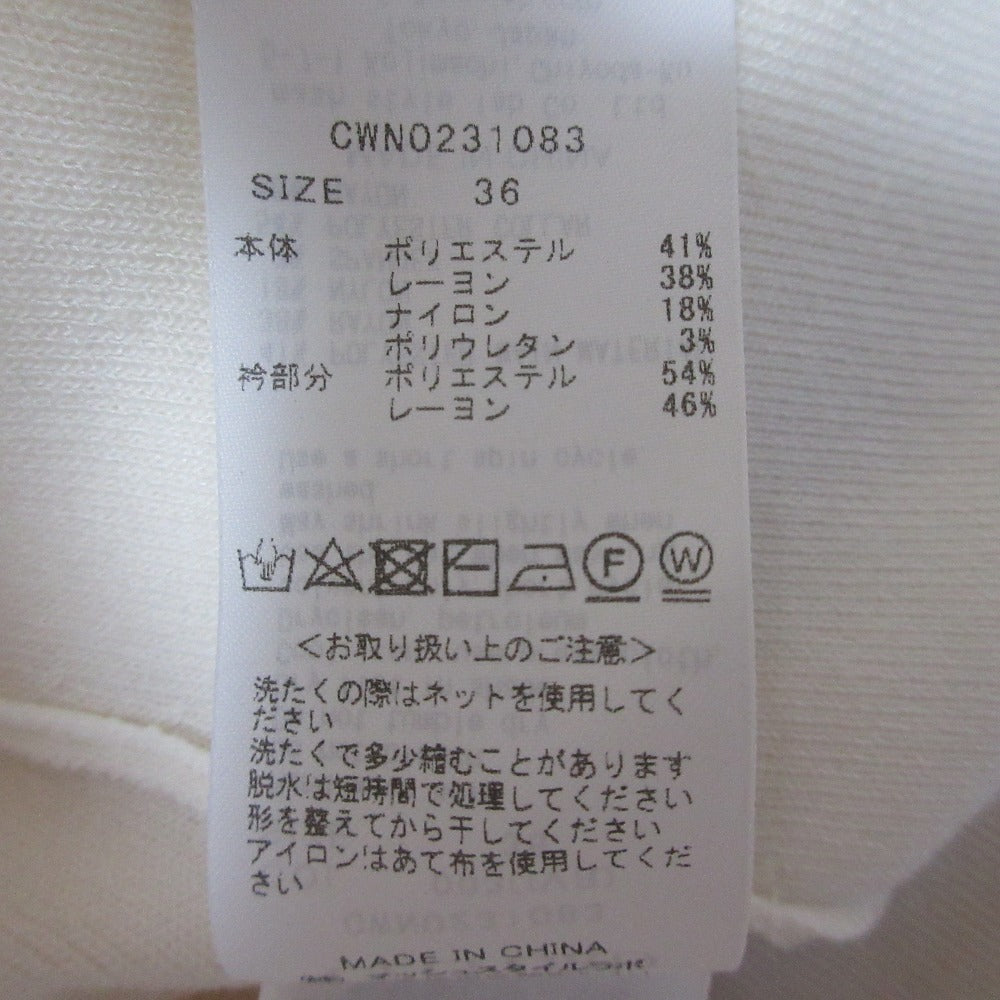 CWNO231083
SIZE 36
本体 ポリエステル 41%
レーヨン 38%
ナイロン 18%
ポリウレタン 3%
衿部分 ポリエステル 54%
レーヨン 46%
F W
<お取り扱い上のご注意>
洗たくの際はネットを使用してく
ださい
洗たくで多少縮むことがあります
脱水は短時間で処理してください
形を整えてから干してください
アイロンはあて布を使用してくだ
さい
MADE IN CHINA